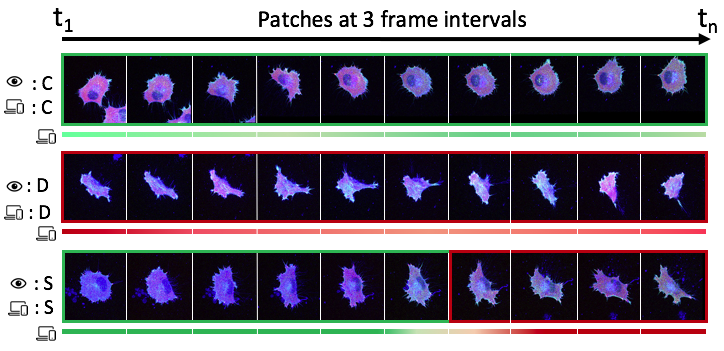 t1 Patches at 3 frame intervals tn
: C
: C
: D
: D
: S
: S